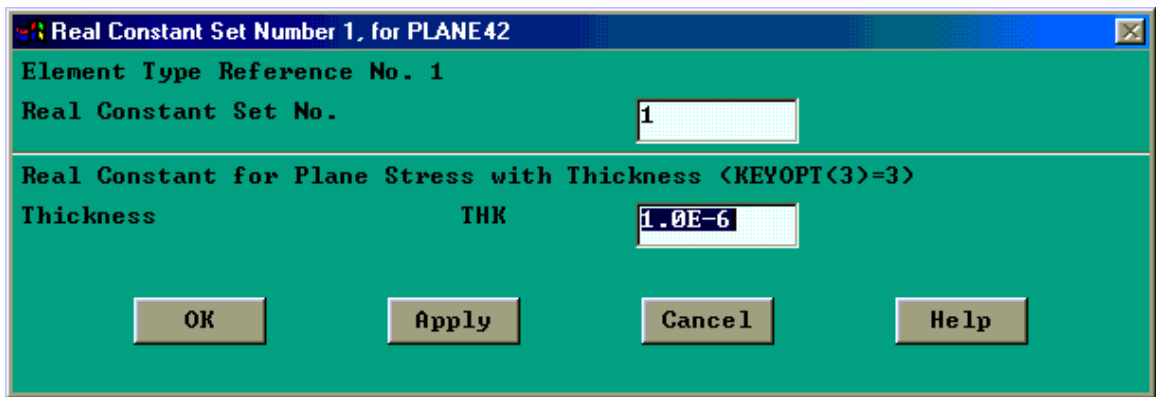 Real Constant Set Number 1, for PLANE42
Element Type Reference No. 1
Real Constant Set No. 1
Real Constant for Plane Stress with Thickness (KEYOPT(3)=3)
Thickness THK 1.0E-6
OK Apply Cancel Help